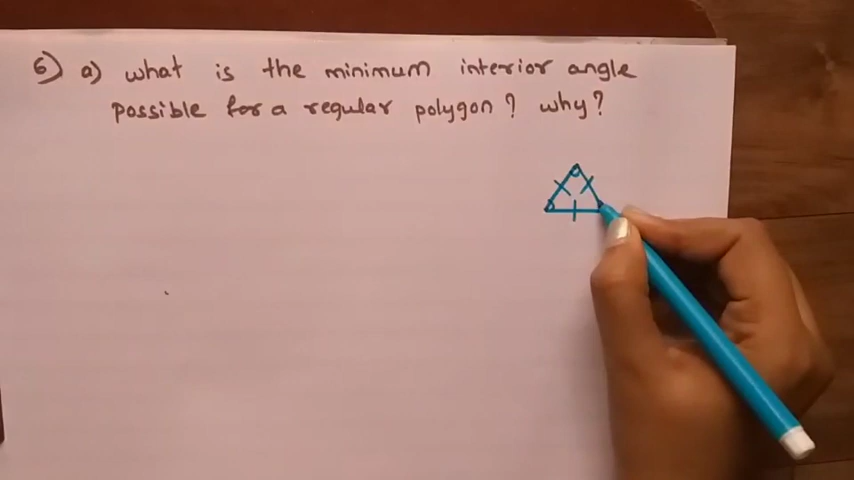 6) a) what is the minimum interior angle
possible for a regular polygon? why?